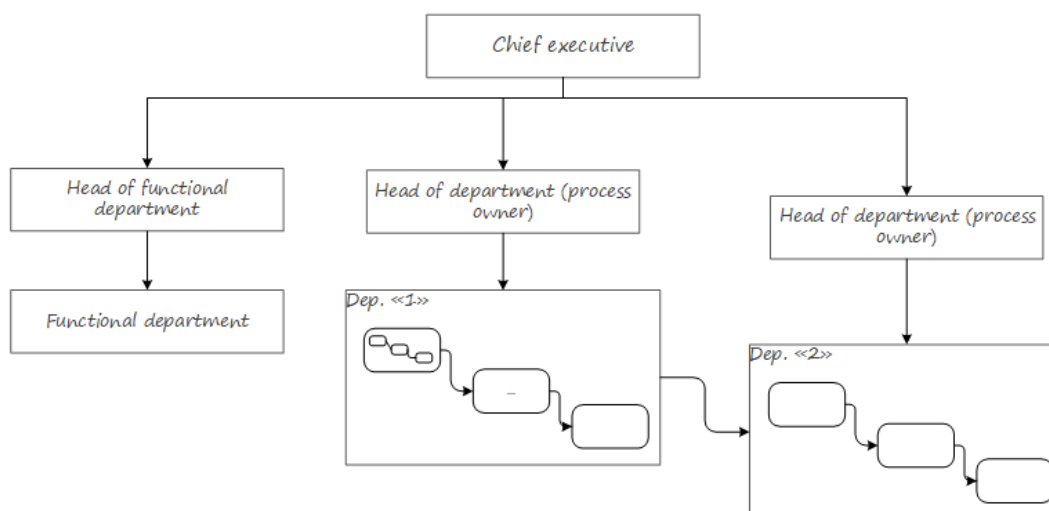 Chief executive
Head of functional
department
Head of department (process
owner)
Head of department (process
owner)
Functional department
Dep. «1»
...
Dep. «2»